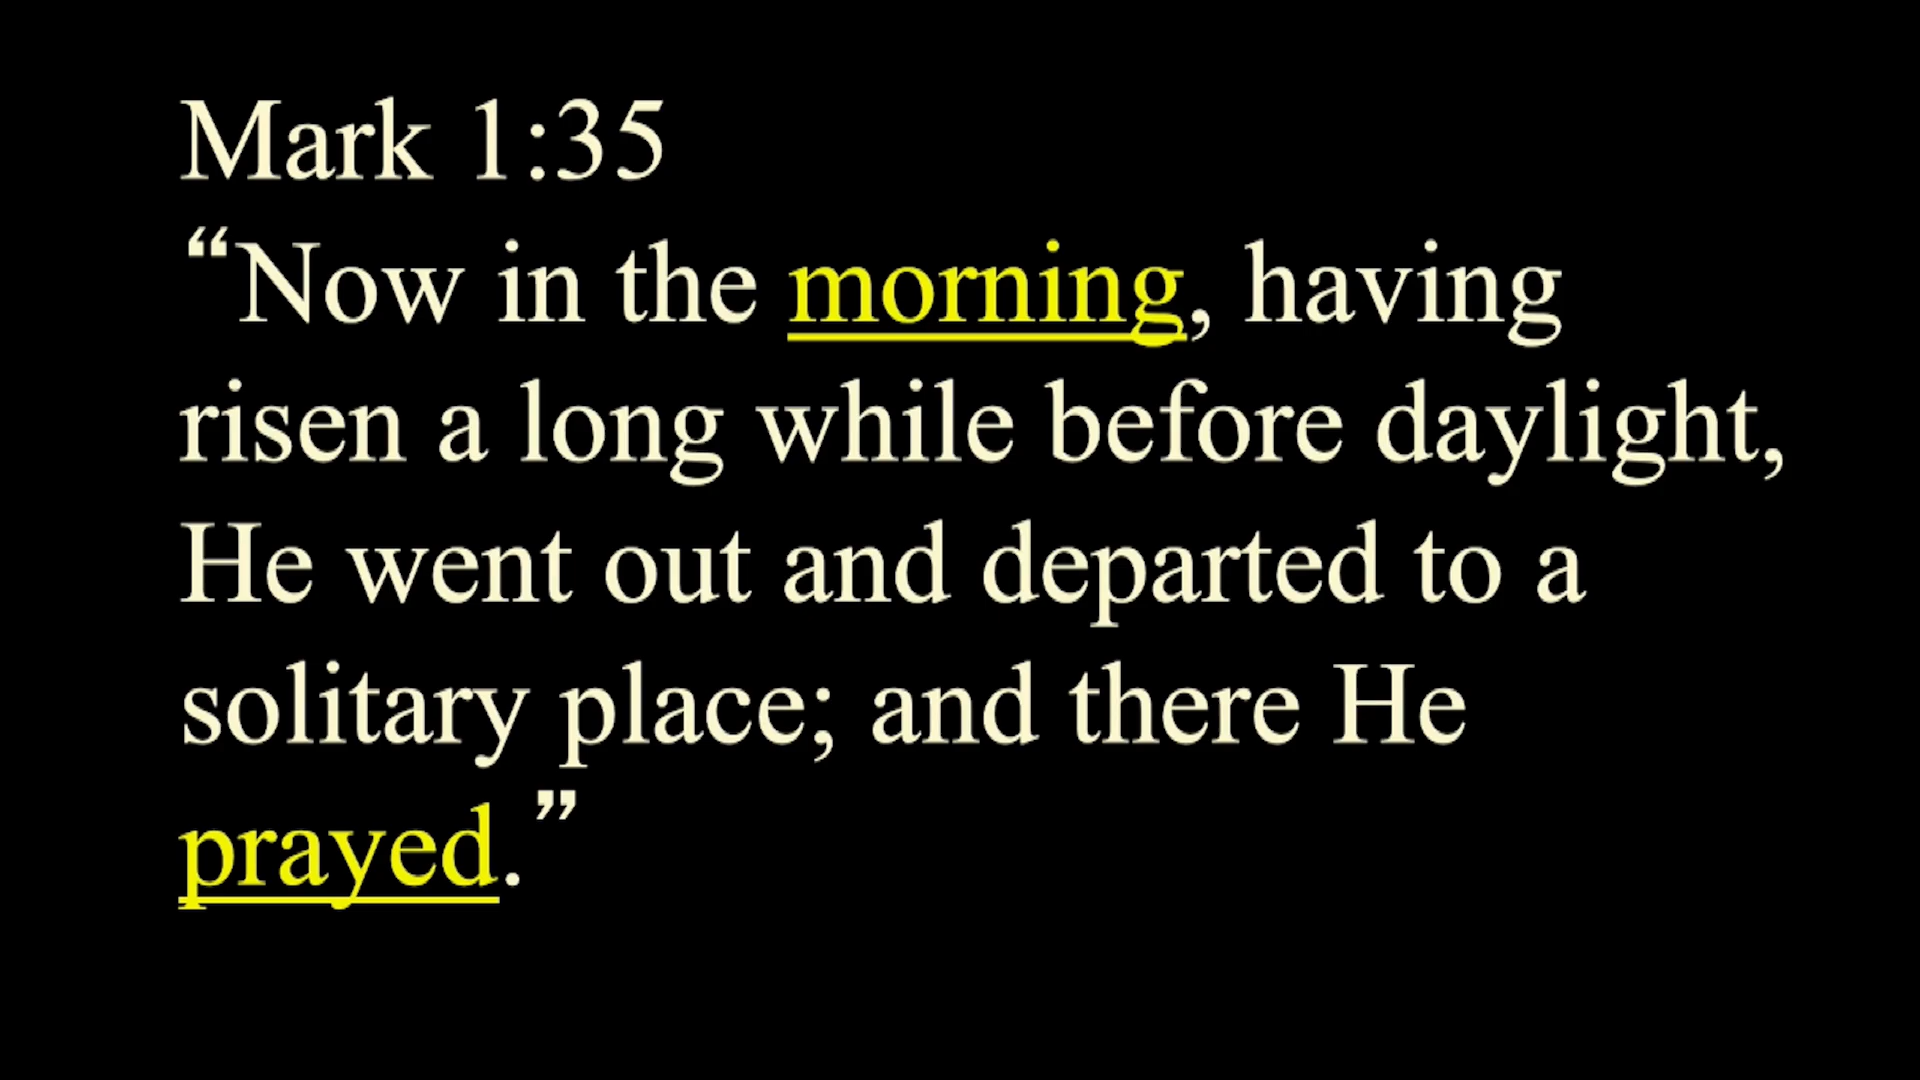 Mark 1:35
“Now in the morning, having
risen a long while before daylight,
He went out and departed to a
solitary place; and there He
prayed.”